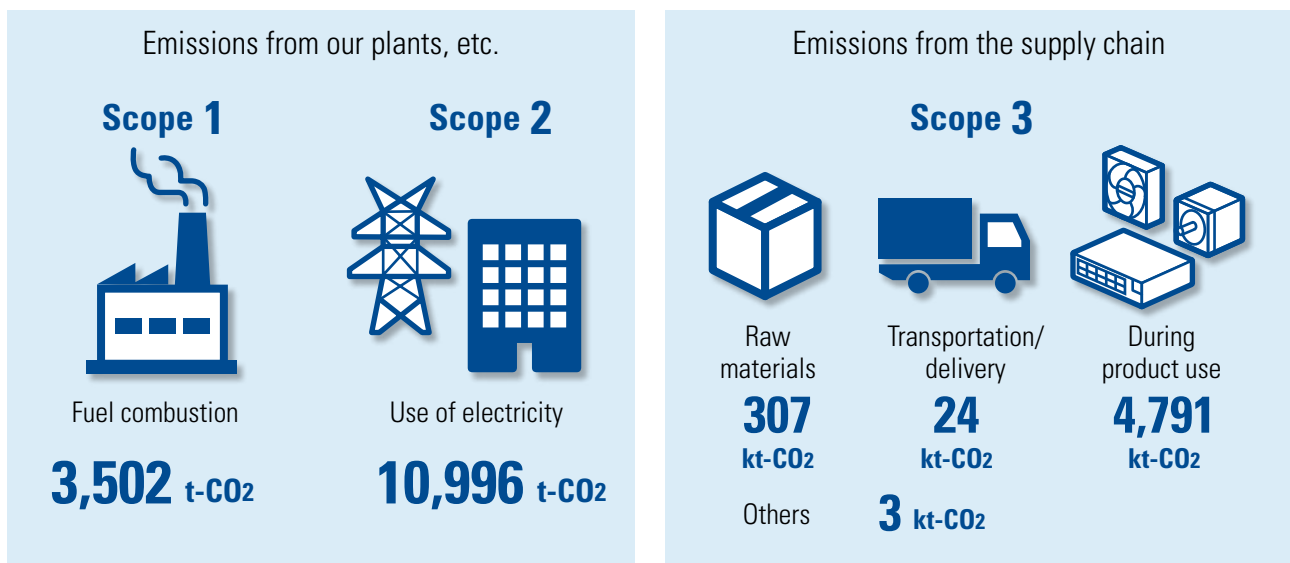 Emissions from our plants, etc.
Scope 1
Scope 2
Fuel combustion
Use of electricity
3,502 t-CO2
10,996 t-CO2
Emissions from the supply chain
Scope 3
Raw
materials
307
kt-CO2
Transportation/
delivery
24
kt-CO2
During
product use
4,791
kt-CO2
Others 3 kt-CO2